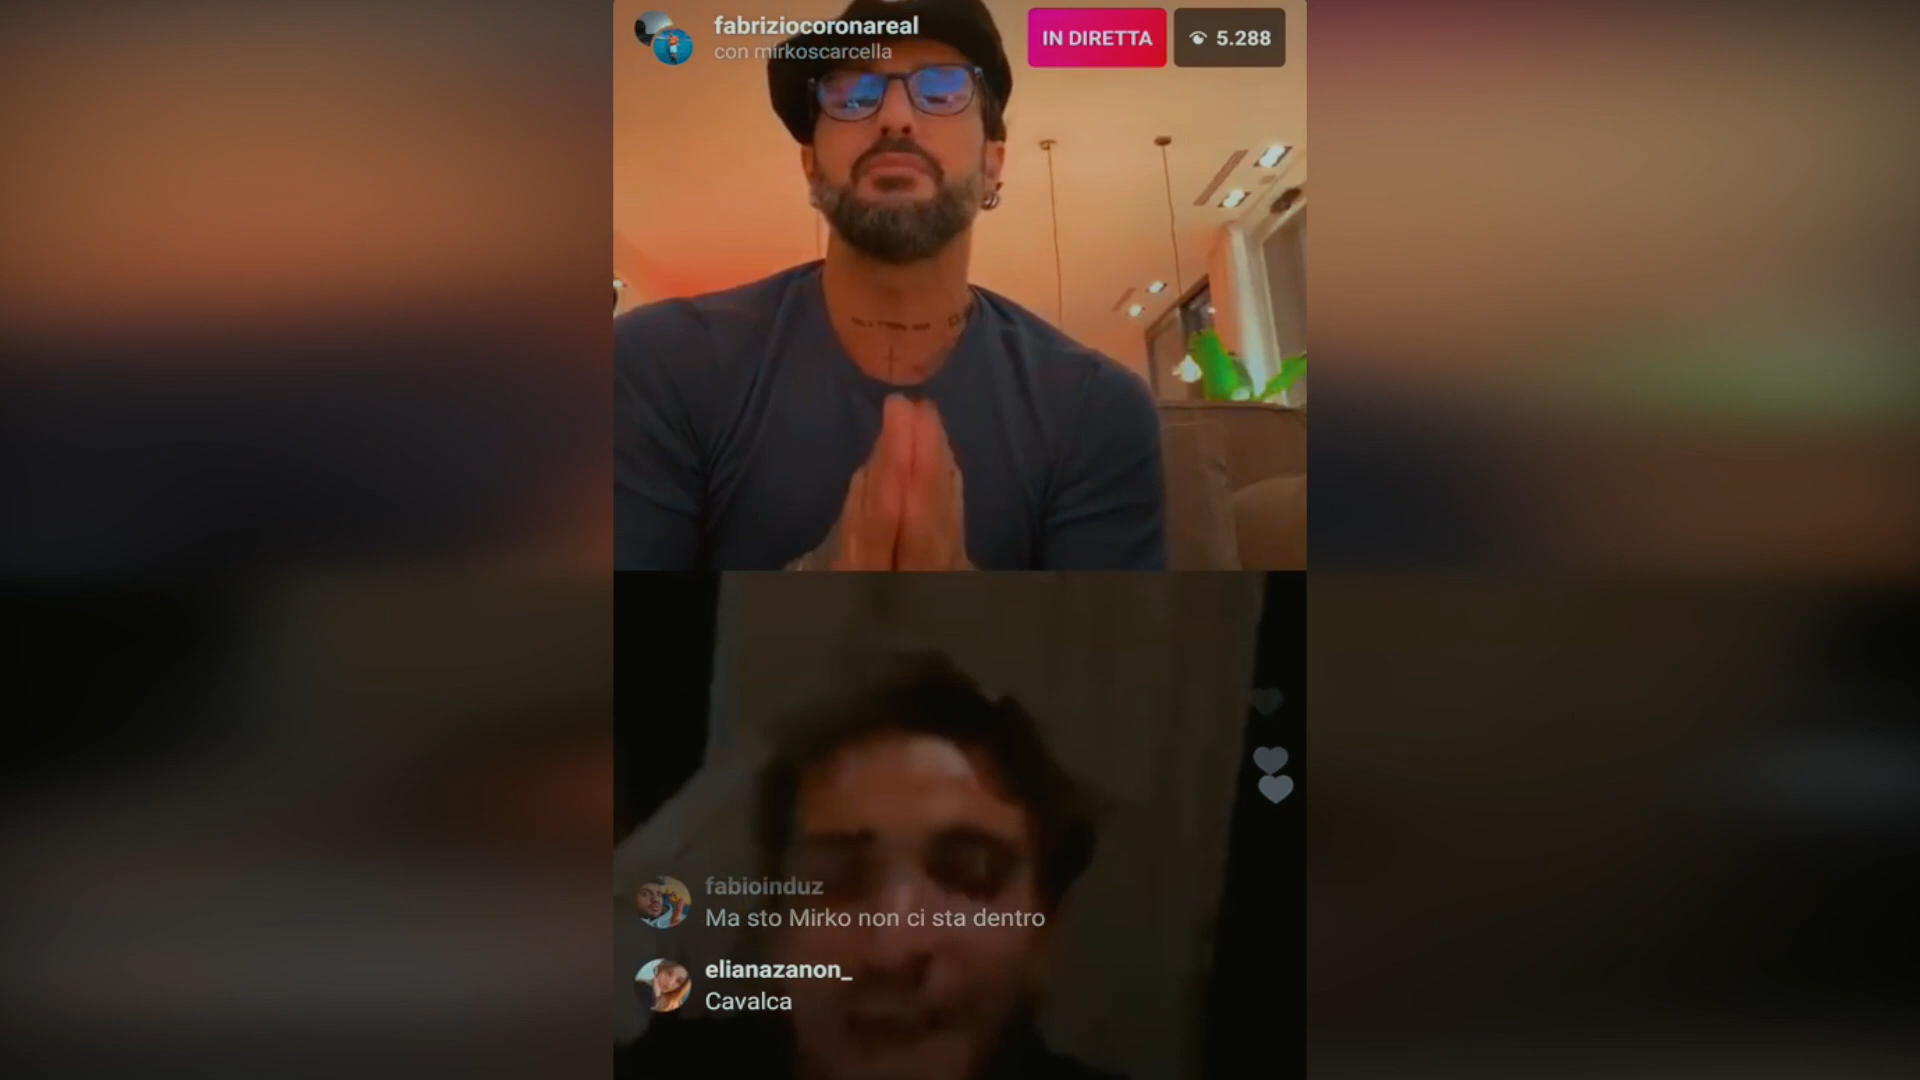 fabriziocoronareal
con mirkoscarcella
IN DIRETTA
5.288
fabioinduz
Ma sto Mirko non ci sta dentro
elianazanon_
Cavalca